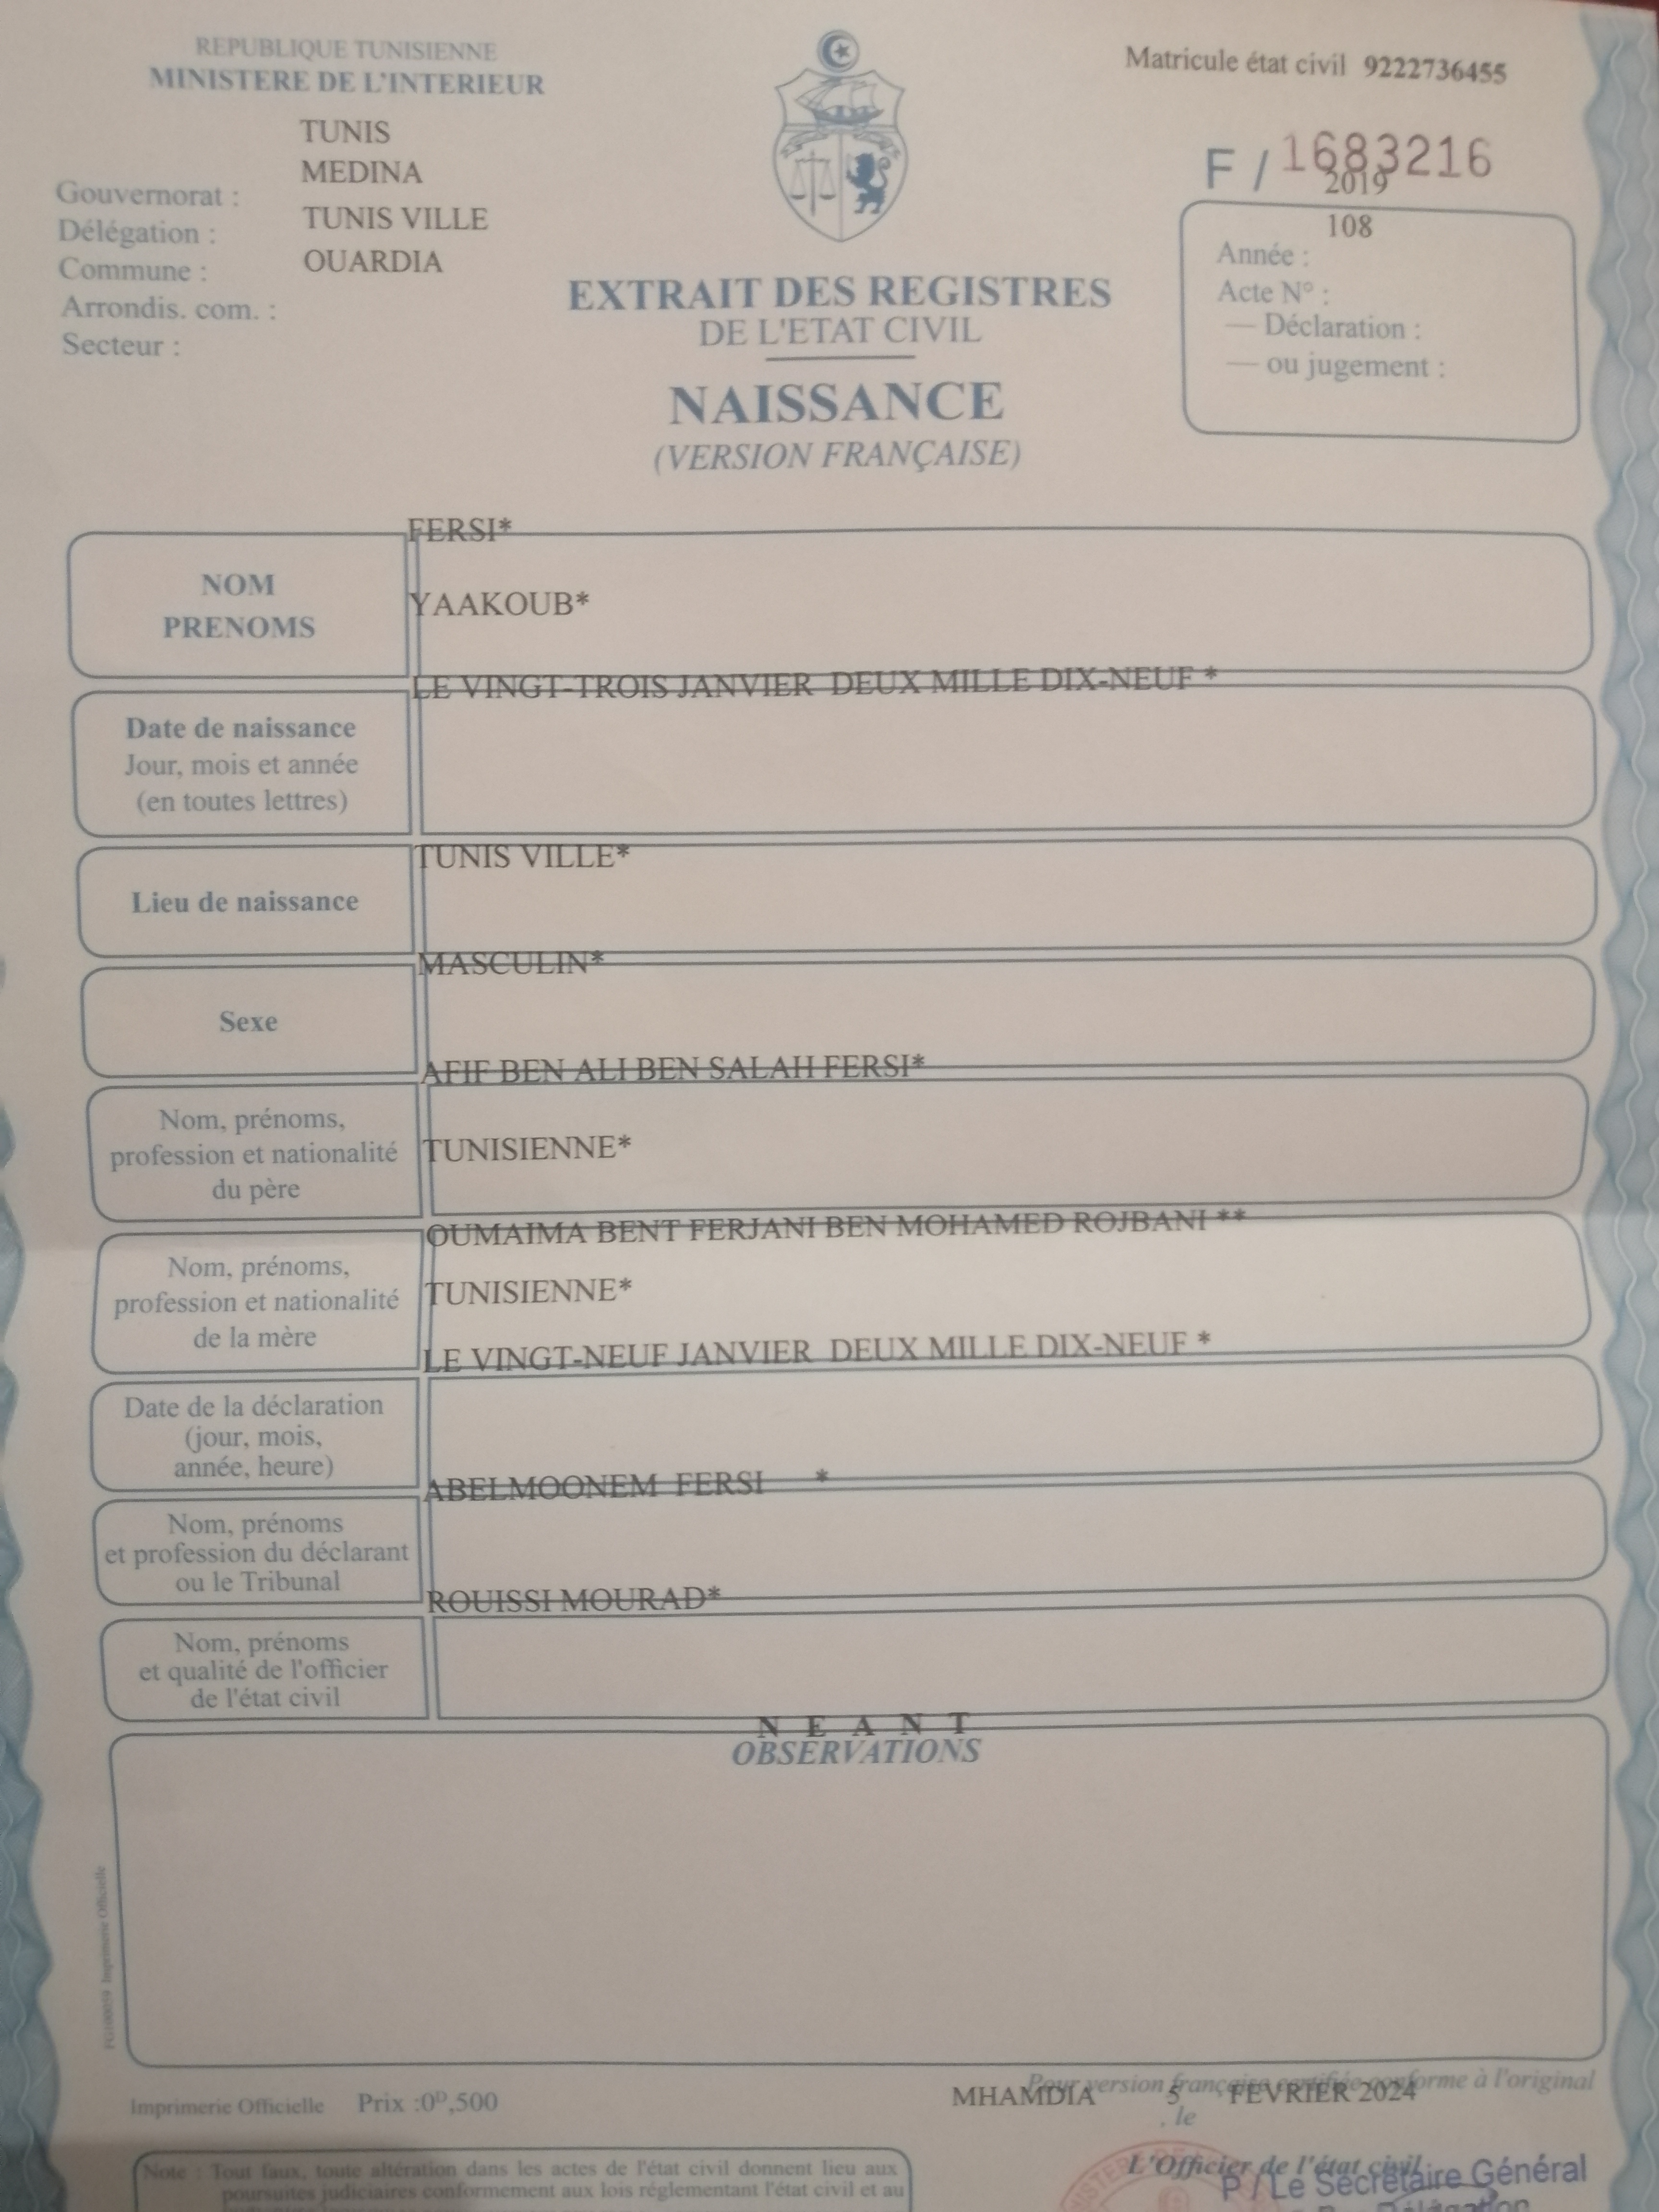 REPUBLIQUE TUNISIENNE
MINISTERE DE L'INTERIEUR
Matricule état civil 9222736455
TUNIS
MEDINA
Gouvernorat :
TUNIS VILLE
Délégation :
OUARDIA
Commune :
Arrondis. com. :
Secteur :
F / 1683216
2019
108
Année :
Acte N° :
— Déclaration :
— ou jugement :
EXTRAIT DES REGISTRES
DE L'ETAT CIVIL
NAISSANCE
(VERSION FRANÇAISE)
FERSI*
NOM
YAAKOUB*
PRENOMS
LE VINGT-TROIS JANVIER DEUX MILLE DIX-NEUF *
Date de naissance
Jour, mois et année
(en toutes lettres)
TUNIS VILLE*
Lieu de naissance
MASCULIN*
Sexe
AFIF BEN ALI BEN SALAH FERSI*
Nom, prénoms,
profession et nationalité
du père
TUNISIENNE*
OUMAIMA BENT FERJANI BEN MOHAMED ROJBANI **
Nom, prénoms,
profession et nationalité
de la mère
TUNISIENNE*
LE VINGT-NEUF JANVIER DEUX MILLE DIX-NEUF *
Date de la déclaration
(jour, mois,
année, heure)
ABELMOONEM FERSI *
Nom, prénoms
et profession du déclarant
ou le Tribunal
ROUISSI MOURAD*
Nom, prénoms
et qualité de l'officier
de l'état civil
N E A N T
OBSERVATIONS
Imprimerie Officielle
Imprimerie Officielle Prix :0D,500
Pour version française certifiée conforme à l'original
MHAMDIA 5 FEVRIER 2024
, le
L'Officier de l'état civil
P / Le Secrétaire Général
Délégation
Note : Tout faux, toute altération dans les actes de l'état civil donnent lieu aux
poursuites judiciaires conformement aux lois réglementant l'état civil et au